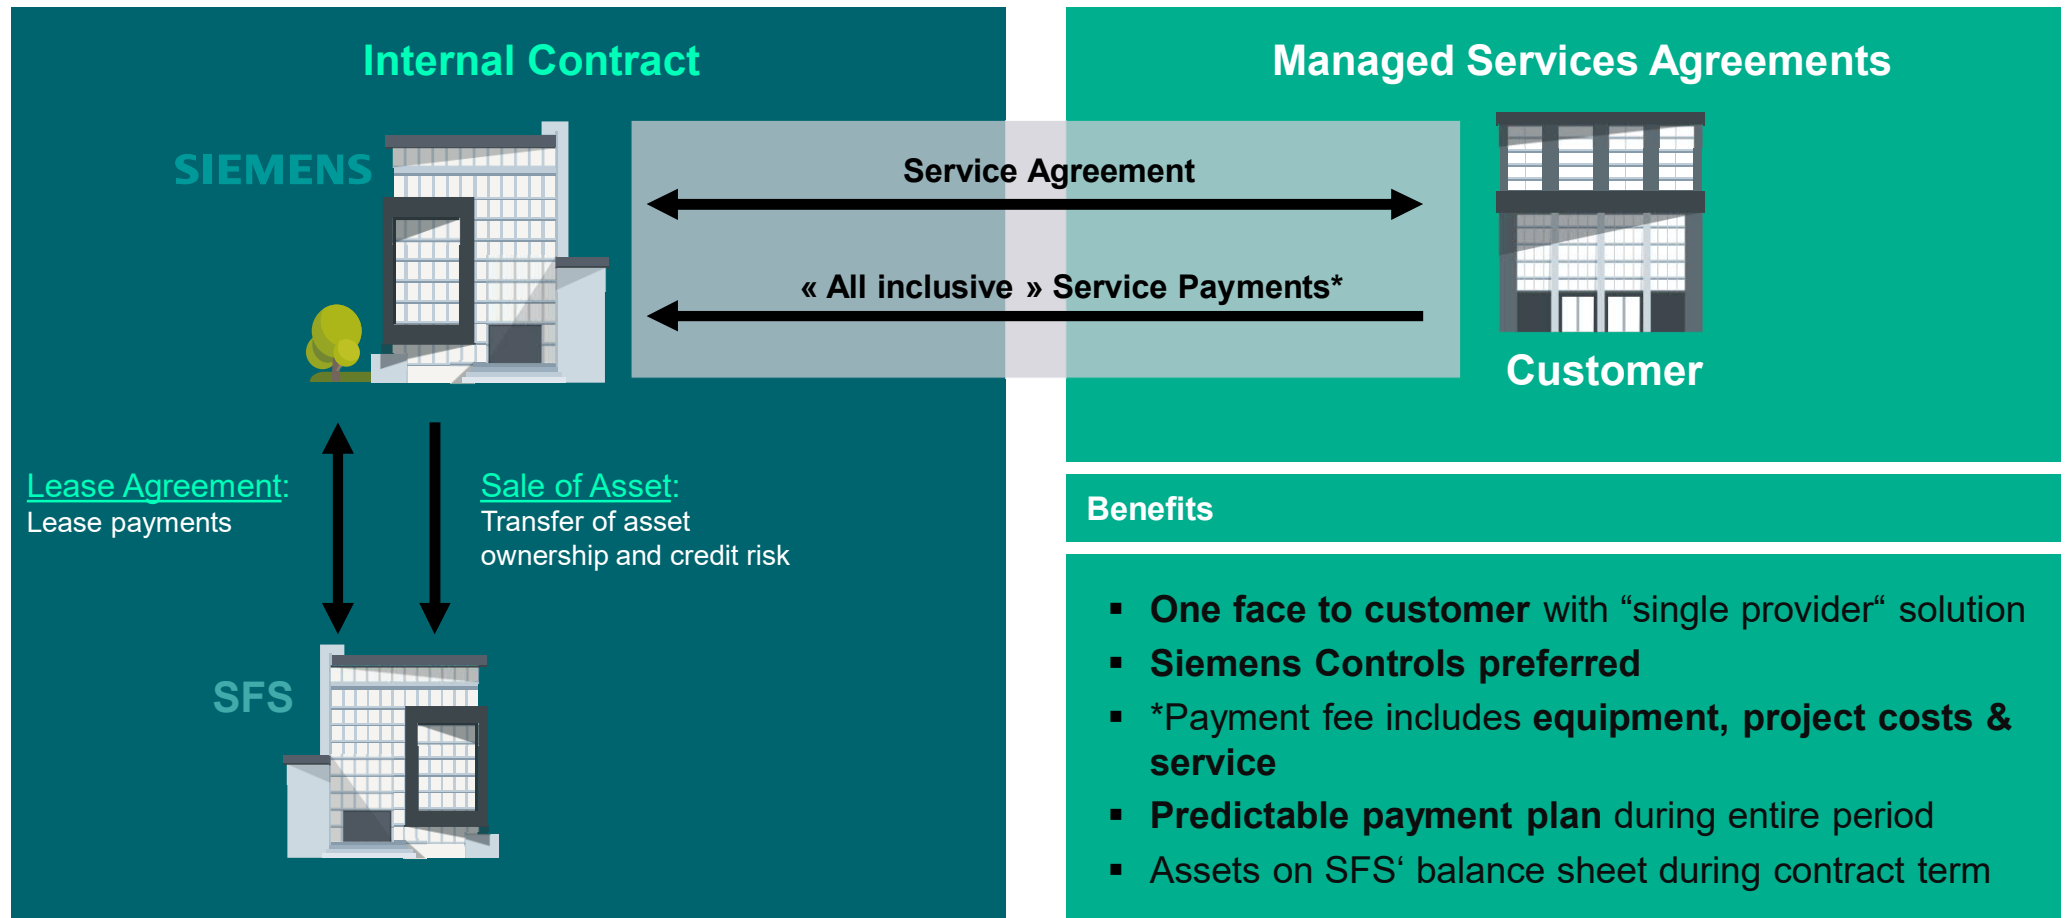 Internal Contract
SIEMENS
Lease Agreement:
Lease payments
Sale of Asset:
Transfer of asset
ownership and credit risk
SFS
Service Agreement
« All inclusive » Service Payments*
Managed Services Agreements
Customer
Benefits
▪ One face to customer with “single provider“ solution
▪ Siemens Controls preferred
▪ *Payment fee includes equipment, project costs &
service
▪ Predictable payment plan during entire period
▪ Assets on SFS‘ balance sheet during contract term